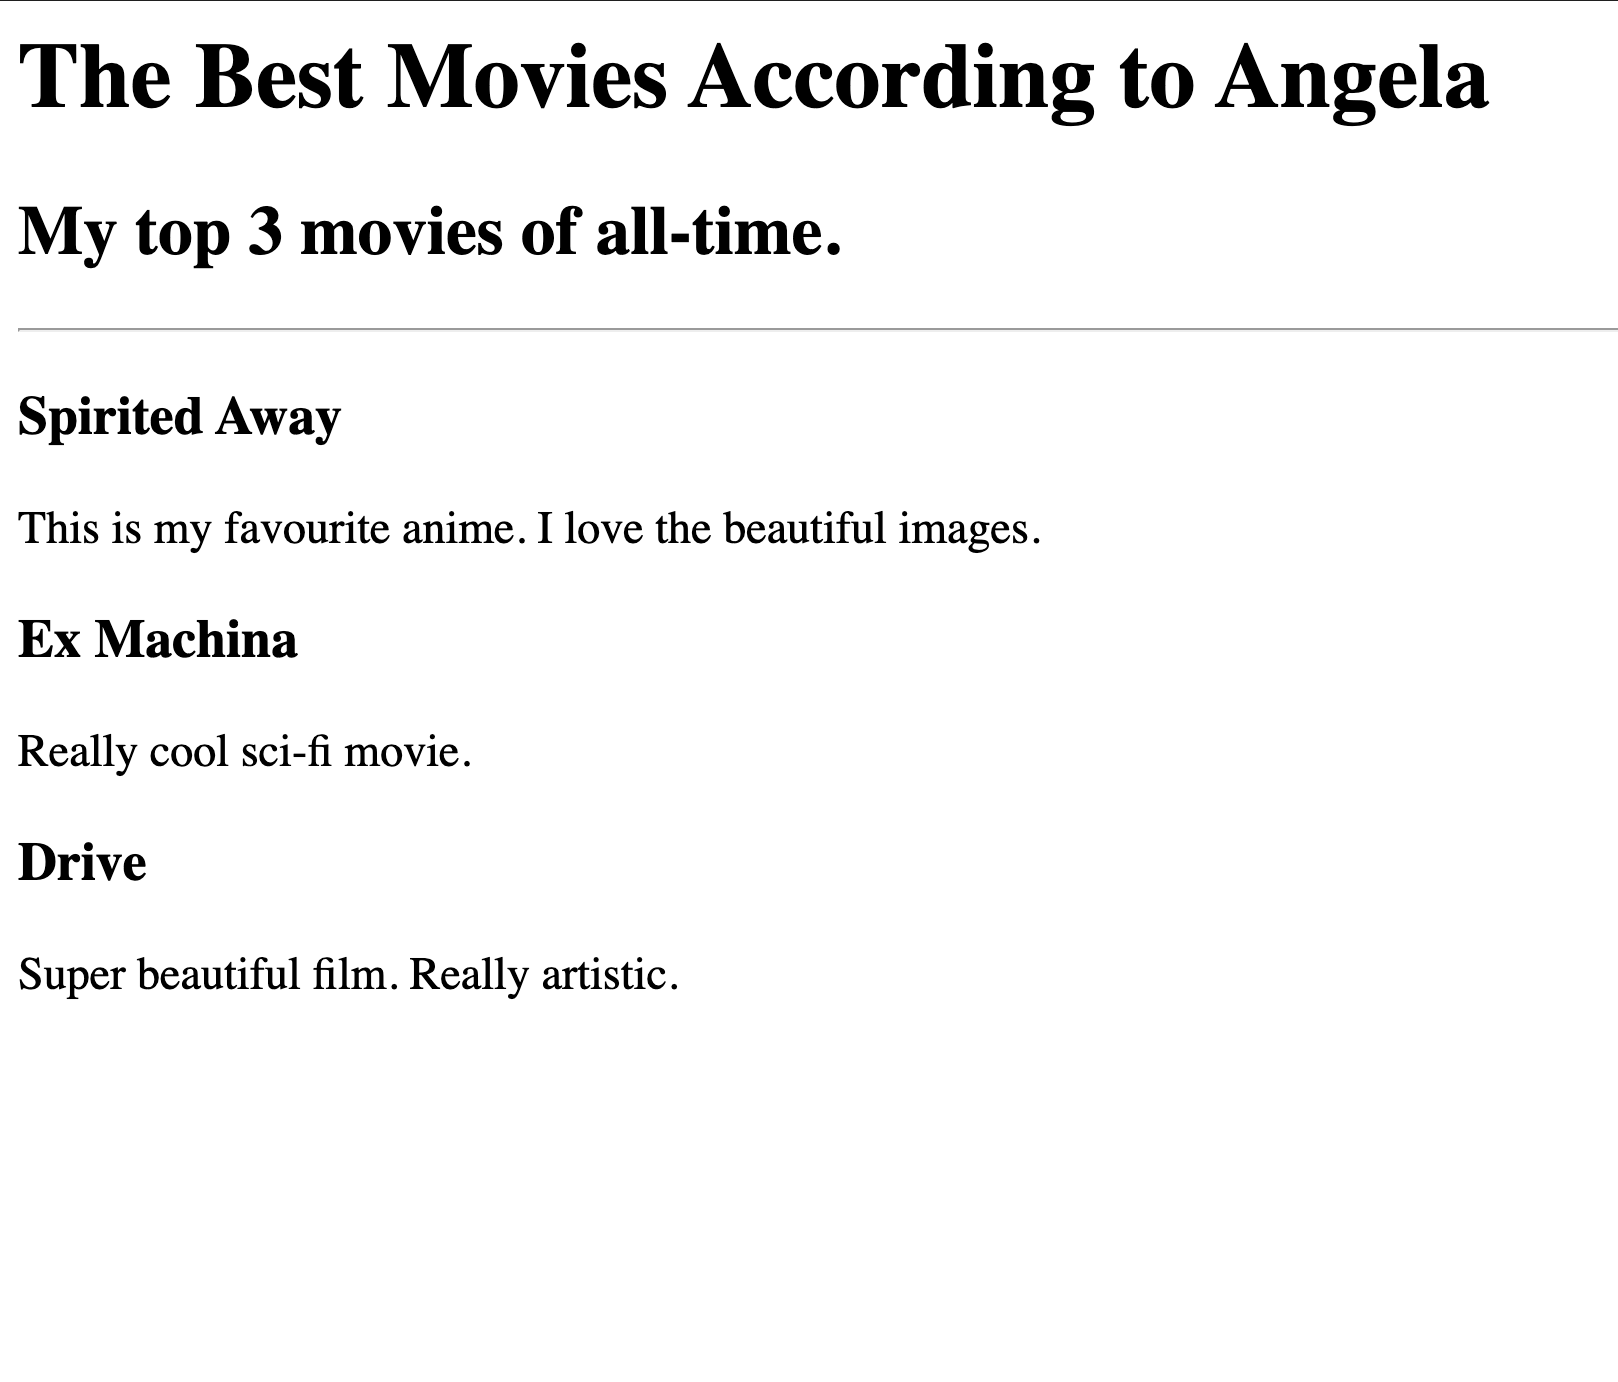 The Best Movies According to Angela
My top 3 movies of all-time.
Spirited Away
This is my favourite anime. I love the beautiful images.
Ex Machina
Really cool sci-fi movie.
Drive
Super beautiful film. Really artistic.